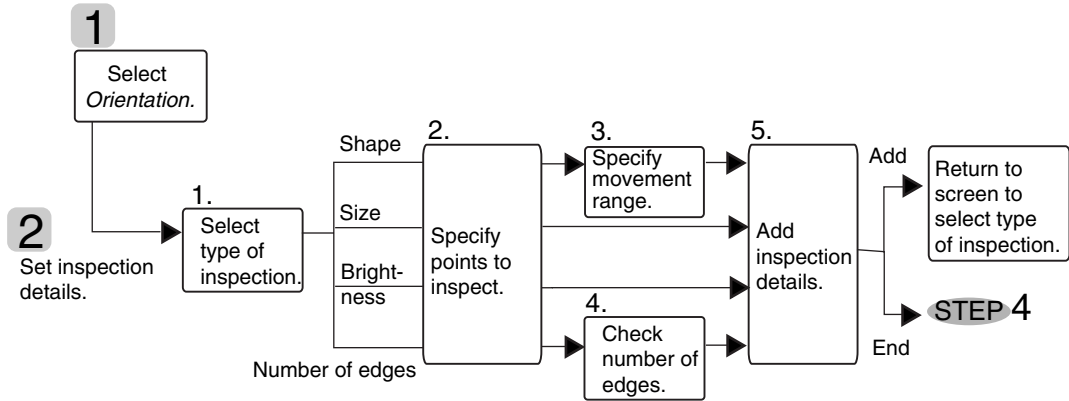 1
Select
Orientation.
2
Set inspection
details.
1.
Select
type of
inspection.
Shape
Size
Bright-
ness
Number of edges
2.
Specify
points to
inspect.
3.
Specify
movement
range.
4.
Check
number of
edges.
5.
Add
inspection
details.
Add
Return to
screen to
select type
of inspection.
STEP 4
End